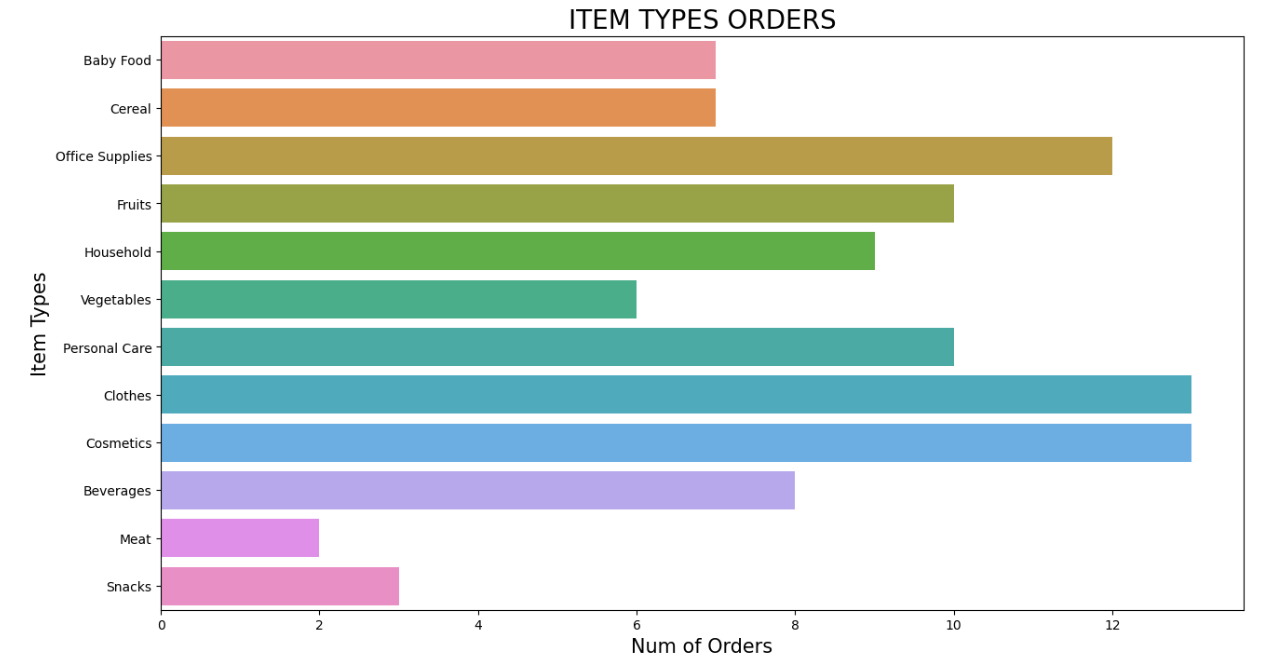 ITEM TYPES ORDERS
Item Types
Baby Food
Cereal
Office Supplies
Fruits
Household
Vegetables
Personal Care
Clothes
Cosmetics
Beverages
Meat
Snacks
0 2 4 6 8 10 12
Num of Orders